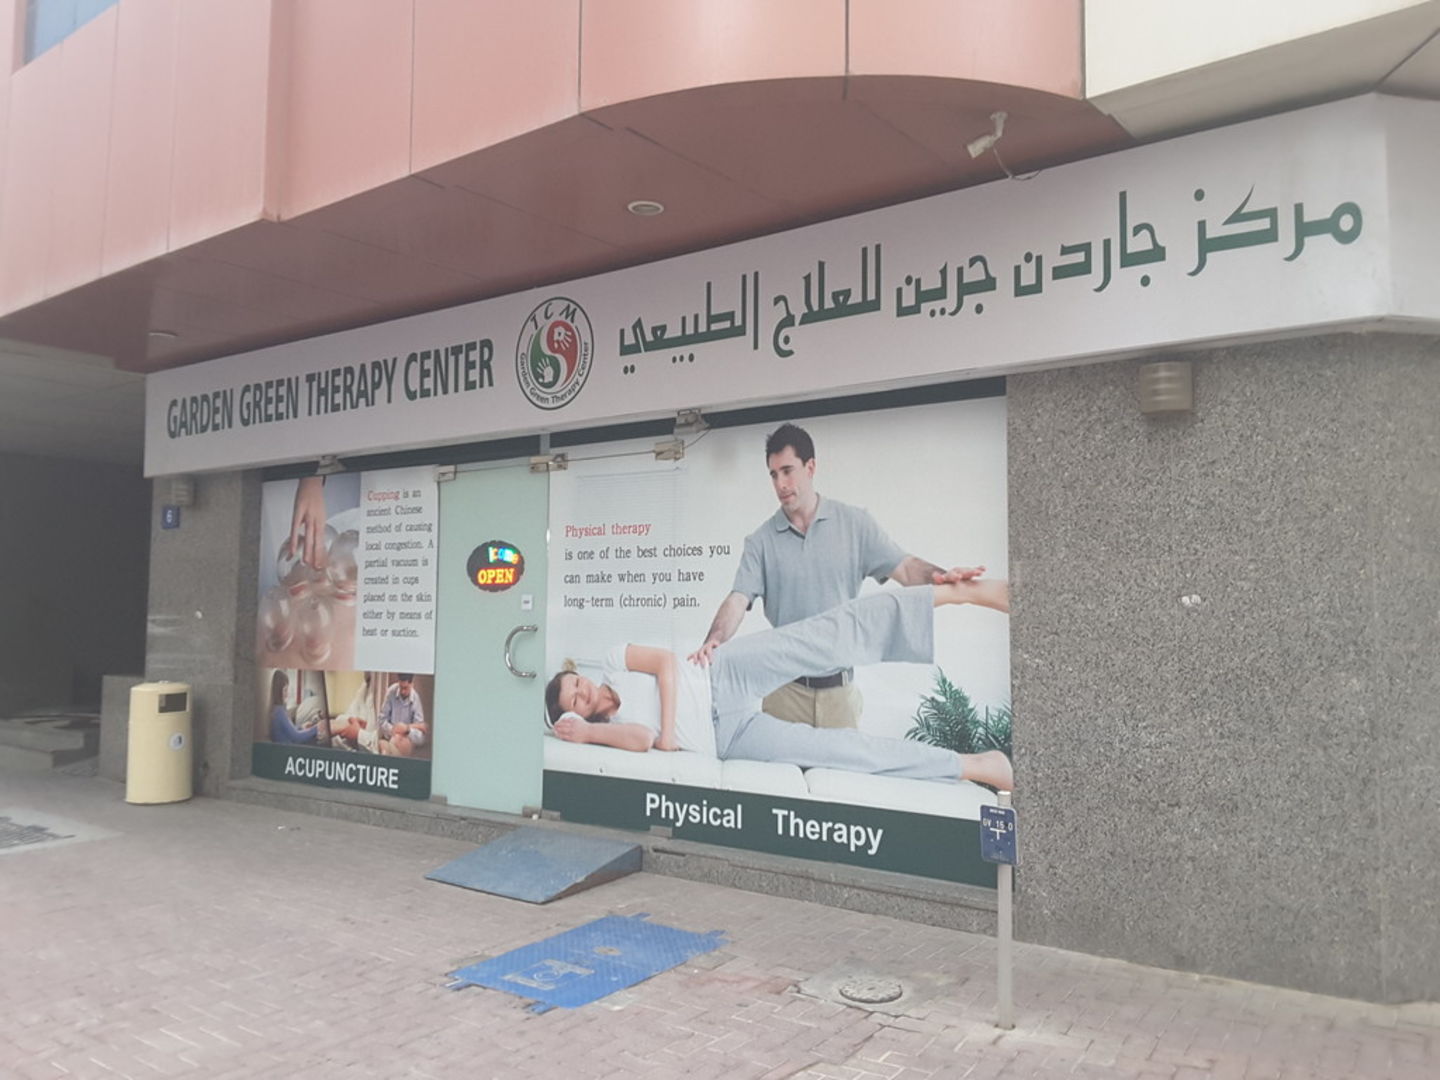 مركز جاردن جرين للعلاج الطبيعي
GARDEN GREEN THERAPY CENTER
TCM
Garden Green Therapy Center
6
Cupping is an
ancient Chinese
method of causing
local congestion. A
partial vacuum is
created in cups
placed on the skin
either by means of
heat or suction.
ACUPUNCTURE
OPEN
Physical therapy
is one of the best choices you
can make when you have
long-term (chronic) pain.
Physical Therapy
GV 15 0